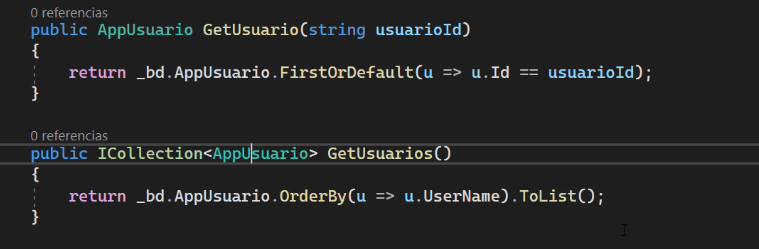 0 referencias
public AppUsuario GetUsuario(string usuarioId)
{
return _bd.AppUsuario.FirstOrDefault(u => u.Id == usuarioId);
}
0 referencias
public ICollection<AppUsuario> GetUsuarios()
{
return _bd.AppUsuario.OrderBy(u => u.UserName).ToList();
}